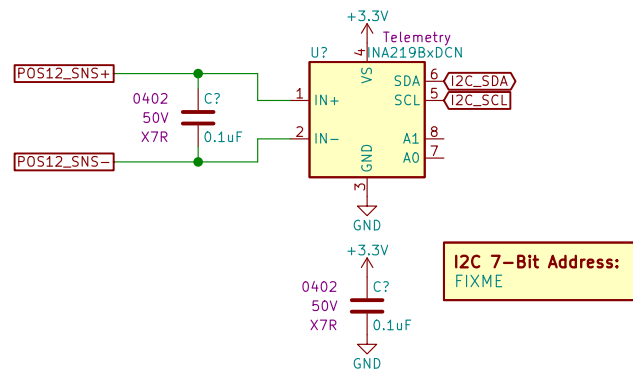 +3.3V
Telemetry
U? INA219BxDCN
4
VS
POS12_SNS+
SDA 6 I2C_SDA
0402 C?
1 IN+
SCL 5 I2C_SCL
50V
X7R 0.1uF
2 IN-
A1 8
POS12_SNS-
GND
A0 7
3
GND
+3.3V
I2C 7-Bit Address:
FIXME
0402 C?
50V
X7R 0.1uF
GND